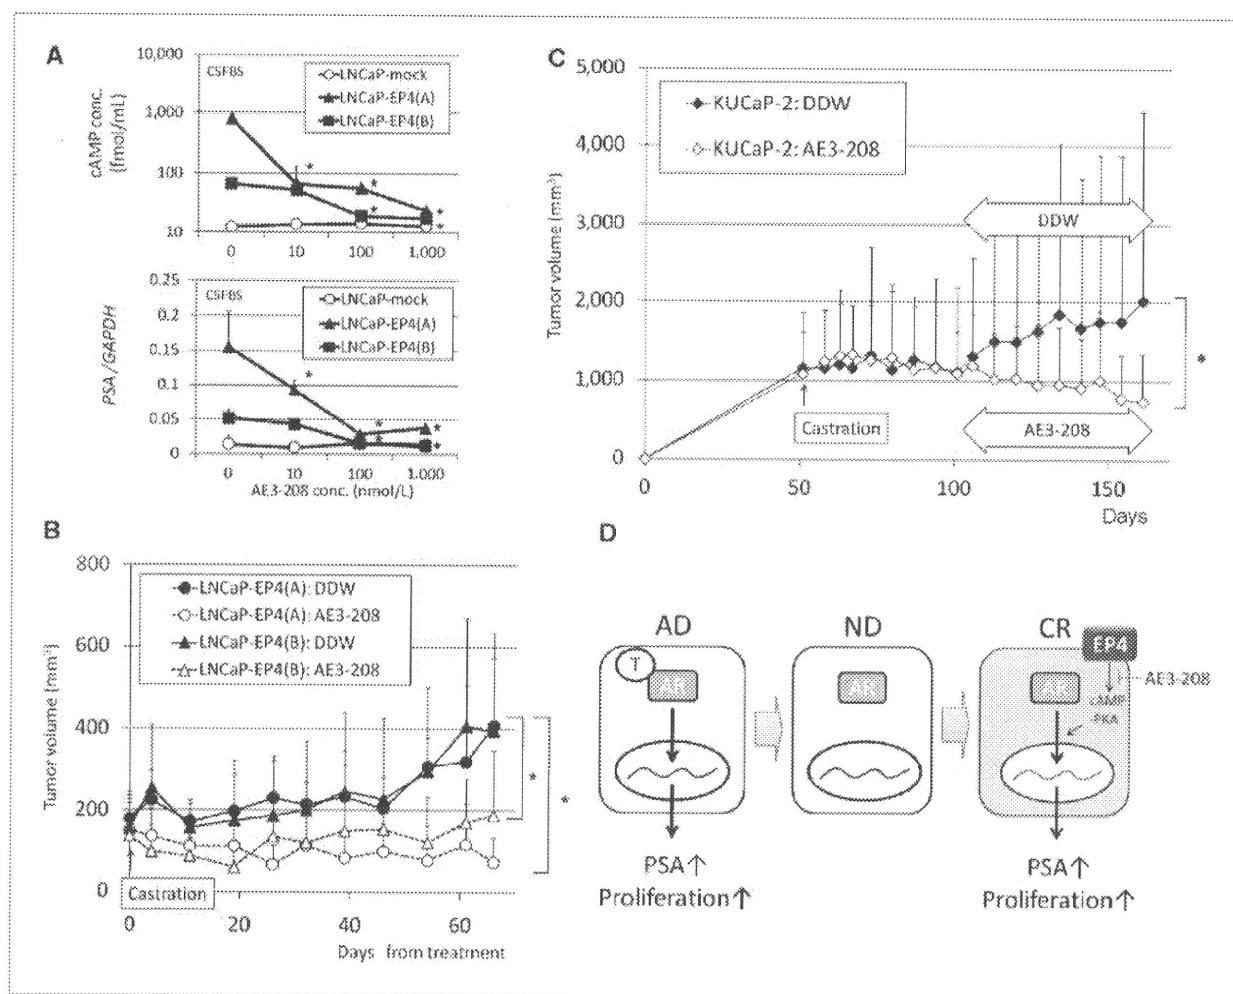 A
10,000
1,000
100
10
cAMP conc.
(fmol/mL)
CSFBS
LNCaP-mock
LNCaP-EP4(A)
LNCaP-EP4(B)
*
*
*
*
*
0 10 100 1,000
0.25
0.2
0.15
0.1
0.05
0
PSA/GAPDH
CSFBS
LNCaP-mock
LNCaP-EP4(A)
LNCaP-EP4(B)
*
*
*
*
*
0 10 100 1,000
AE3-208 conc. (nmol/L)
C
5,000
4,000
3,000
2,000
1,000
0
Tumor volume (mm³)
KUCaP-2: DDW
KUCaP-2: AE3-208
DDW
*
Castration
AE3-208
0 50 100 150
Days
B
800
600
400
200
0
Tumor volume (mm³)
LNCaP-EP4(A): DDW
LNCaP-EP4(A): AE3-208
LNCaP-EP4(B): DDW
LNCaP-EP4(B): AE3-208
*
*
Castration
0 20 40 60
Days from treatment
D
AD ND CR
EP4
T
AR AR AR
AE3-208
cAMP
PKA
PSA↑ PSA↑
Proliferation↑ Proliferation↑